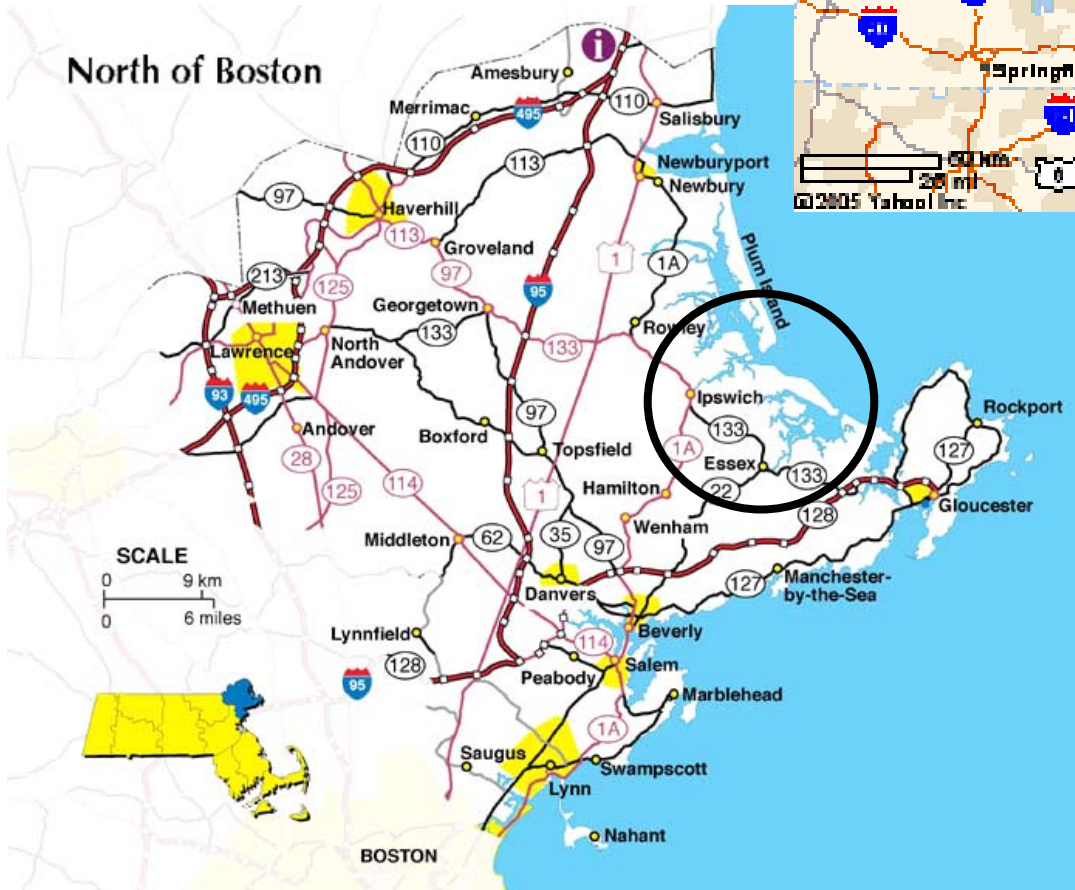 North of Boston
i
Amesbury
Merrimac
495
110
Salisbury
110
113
Newburyport
Newbury
97
Haverhill
113
Groveland
1
1A
97
Plum Island
213
125
95
Methuen
Georgetown
133
Rowley
133
Lawrence
North
Andover
93
495
Ipswich
97
133
Rockport
Boxford
Andover
1A
127
28
Topsfield
Essex
133
125
114
1
Hamilton
22
Gloucester
128
Wenham
Middleton
62
35
97
SCALE
0
9 km
0
6 miles
Danvers
127
Manchester-
by-the-Sea
Lynnfield
Beverly
114
128
Salem
95
Peabody
Marblehead
1A
Saugus
Swampscott
Lynn
Nahant
BOSTON
50 km
25 mi
©2005 Yahoo! Inc